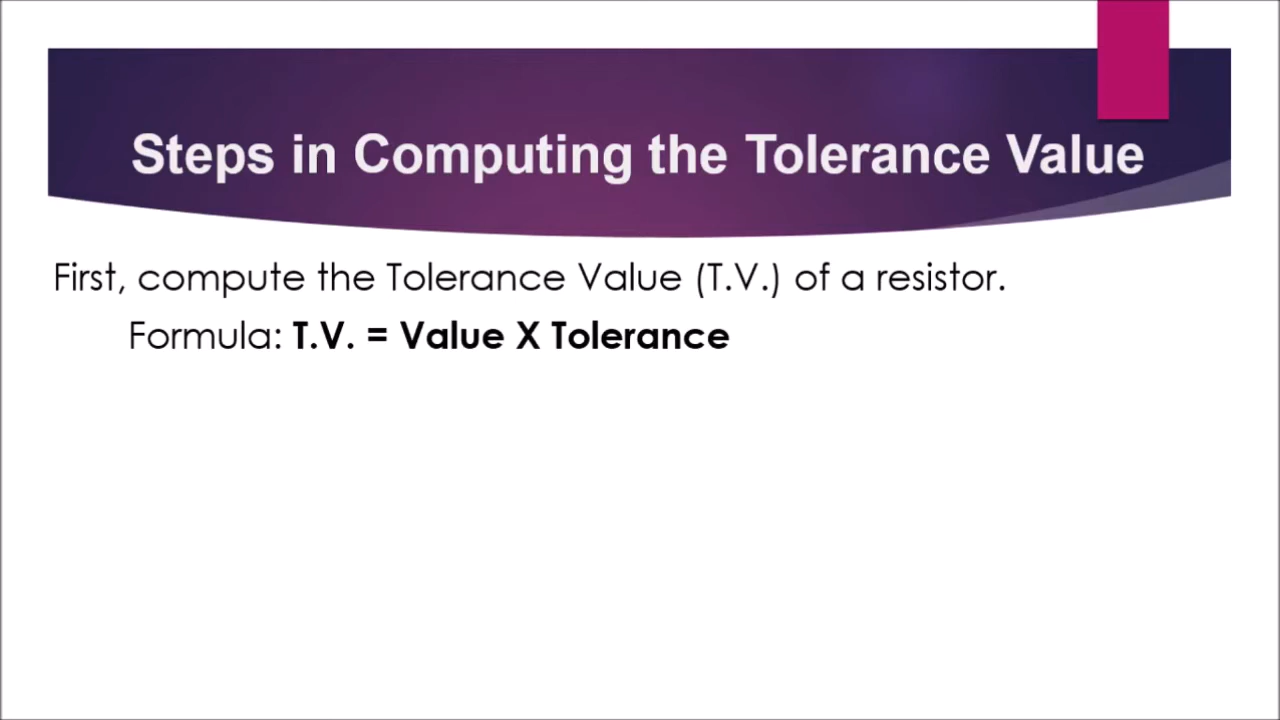 Steps in Computing the Tolerance Value
First, compute the Tolerance Value (T.V.) of a resistor.
Formula: T.V. = Value X Tolerance